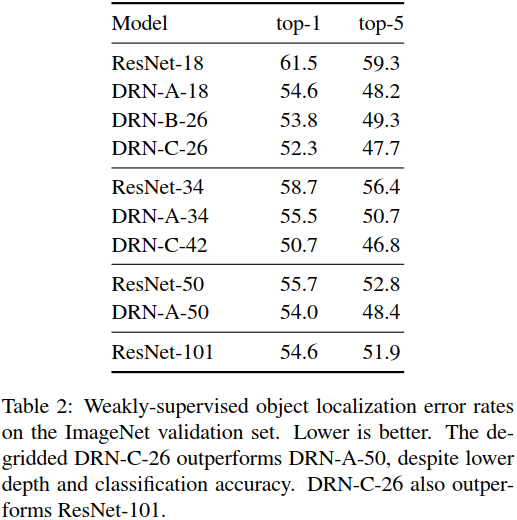 Model top-1 top-5
ResNet-18 61.5 59.3
DRN-A-18 54.6 48.2
DRN-B-26 53.8 49.3
DRN-C-26 52.3 47.7
ResNet-34 58.7 56.4
DRN-A-34 55.5 50.7
DRN-C-42 50.7 46.8
ResNet-50 55.7 52.8
DRN-A-50 54.0 48.4
ResNet-101 54.6 51.9
Table 2: Weakly-supervised object localization error rates
on the ImageNet validation set. Lower is better. The de-
gridded DRN-C-26 outperforms DRN-A-50, despite lower
depth and classification accuracy. DRN-C-26 also outper-
forms ResNet-101.